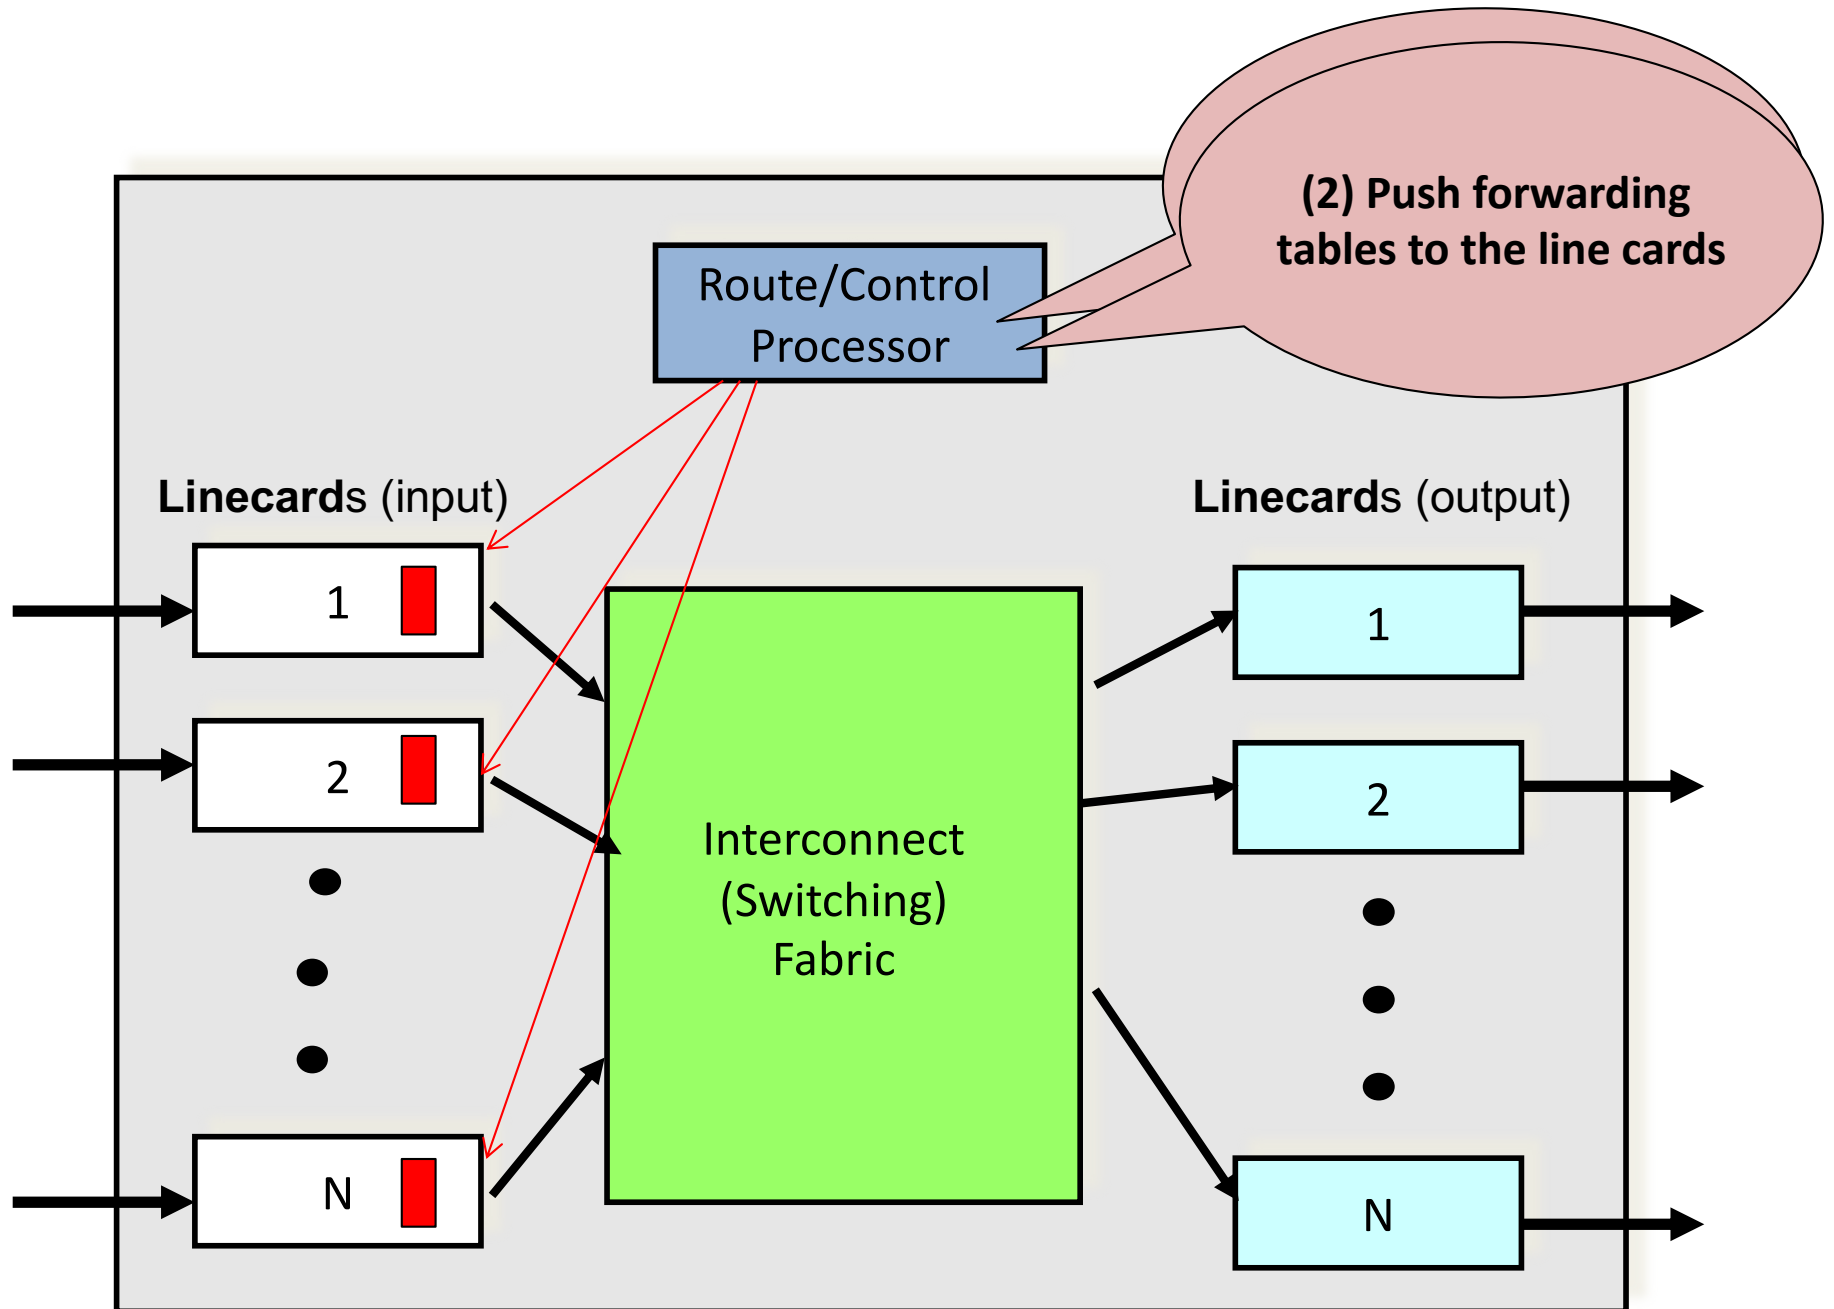 (2) Push forwarding
tables to the line cards
Route/Control
Processor
Linecards (input)
Linecards (output)
1
2
N
Interconnect
(Switching)
Fabric
1
2
N